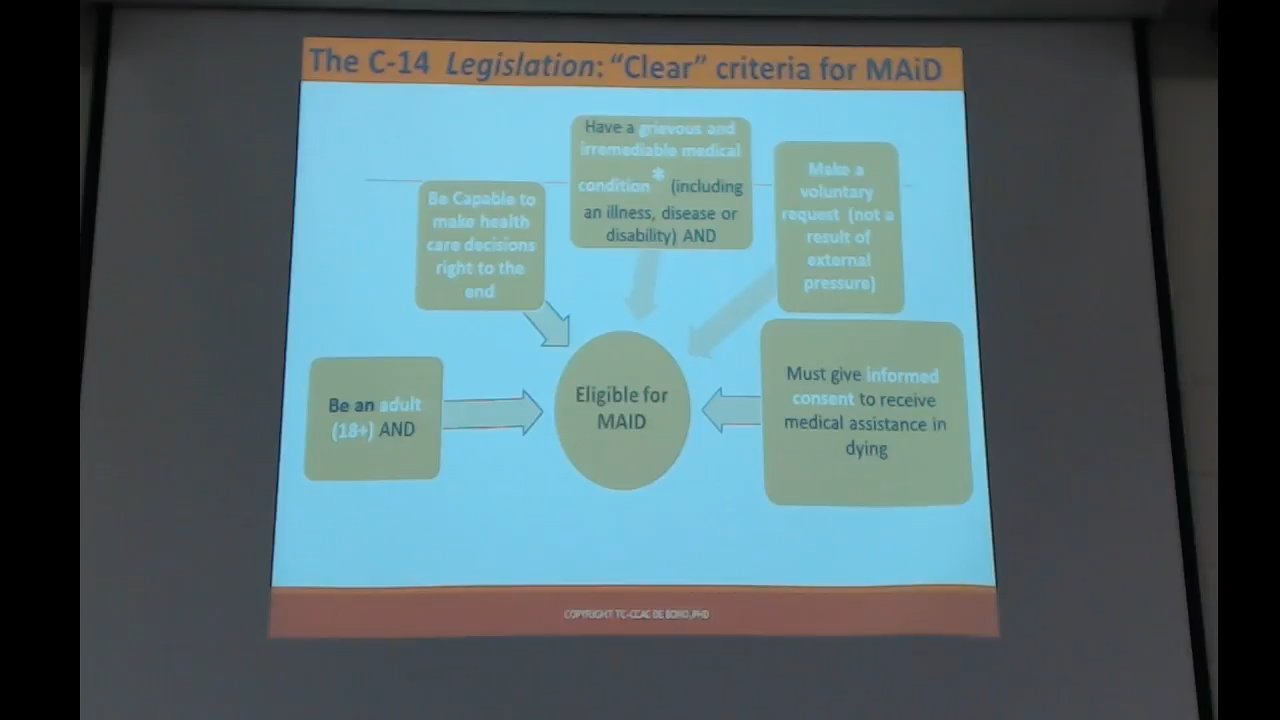 The C-14 Legislation: “Clear” criteria for MAiD
Have a grievous and
irremediable medical
condition* (including
an illness, disease or
disability) AND
Make a
voluntary
request (not a
result of
external
pressure)
Be Capable to
make health
care decisions
right to the
end
Be an adult
(18+) AND
Eligible for
MAID
Must give informed
consent to receive
medical assistance in
dying
COPYRIGHT